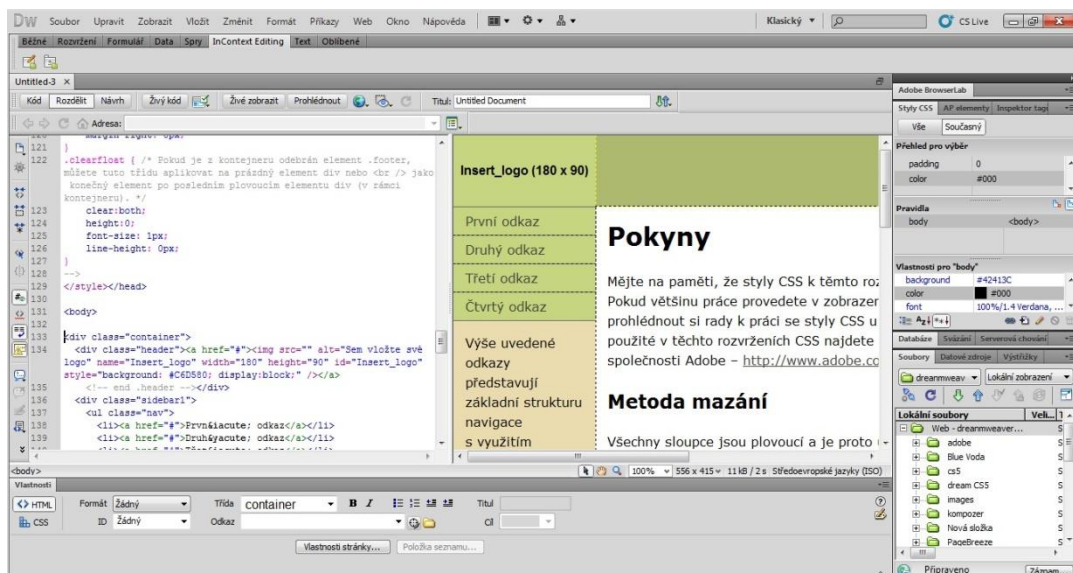 DW Soubor Upravit Zobrazit Vložit Změnit Formát Příkazy Web Okno Nápověda Klasický CS Live
Běžné Rozvržení Formulář Data Spry InContext Editing Text Oblíbené
Untitled-3 ×
Kód Rozdělit Návrh Živý kód Živě zobrazit Prohlédnout Titul: Untitled Document
Adresa:
121 }
122 .clearfloat { /* Pokud je z kontejneru odebrán element .footer,
můžete tuto třídu aplikovat na prázdný element div nebo <br /> jako
konečný element po posledním plovoucím elementu div (v rámci
kontejneru). */
123 clear:both;
124 height:0;
125 font-size: 1px;
126 line-height: 0px;
127 }
128 -->
129 </style></head>
130
131 <body>
132
133 <div class="container">
134 <div class="header"><a href="#"><img src="" alt="Sem vložte své
logo" name="Insert_logo" width="180" height="90" id="Insert_logo"
style="background: #C6D580; display:block;" /></a>
135 <!-- end .header --></div>
136 <div class="sidebar1">
137 <ul class="nav">
138 <li><a href="#">Prvn&iacute; odkaz</a></li>
139 <li><a href="#">Druh&yacute; odkaz</a></li>
Insert_logo (180 x 90)
První odkaz
Druhý odkaz
Třetí odkaz
Čtvrtý odkaz
Výše uvedené
odkazy
představují
základní strukturu
navigace
s využitím
Pokyny
Mějte na paměti, že styly CSS k těmto roz
Pokud většinu práce provedete v zobrazer
prohlédnout si rady k práci se styly CSS u
použité v těchto rozvrženích CSS najdete
společnosti Adobe – http://www.adobe.co
Metoda mazání
Všechny sloupce jsou plovoucí a je proto
<body> 100% 556 x 415 11 kB / 2 s Středoevropské jazyky (ISO)
Vlastnosti
HTML Formát Žádný Třída container B I Titul
CSS ID Žádný Odkaz Cíl
Vlastnosti stránky... Položka seznamu...
Adobe BrowserLab
Styly CSS AP elementy Inspektor tagů
Vše Současný
Přehled pro výběr
padding 0
color #000
Pravidla
body <body>
Vlastnosti pro "body"
background #42413C
color #000
font 100%/1.4 Verdana, ...
Databáze Svázání Serverová chování
Soubory Datové zdroje Výstřižky
dreamweav Lokální zobrazení
Lokální soubory Veli... T
Web - dreamweaver... S
adobe S
Blue Voda S
cs5 S
dream CS5 S
images S
kompozer S
Nová složka S
PageBreeze S
Připraveno Záznam...